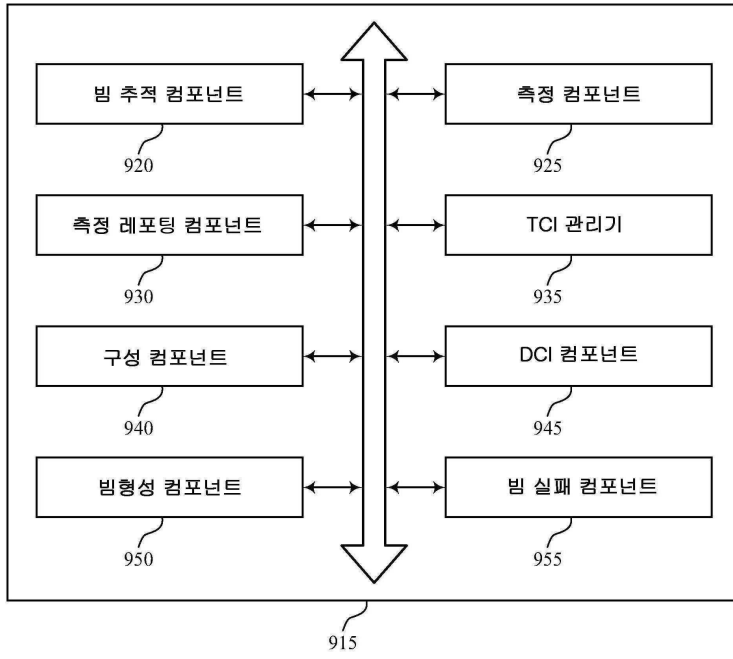 빔 추적 컴포넌트
측정 컴포넌트
920
925
측정 레포팅 컴포넌트
TCI 관리기
930
935
구성 컴포넌트
DCI 컴포넌트
940
945
빔형성 컴포넌트
빔 실패 컴포넌트
950
955
915